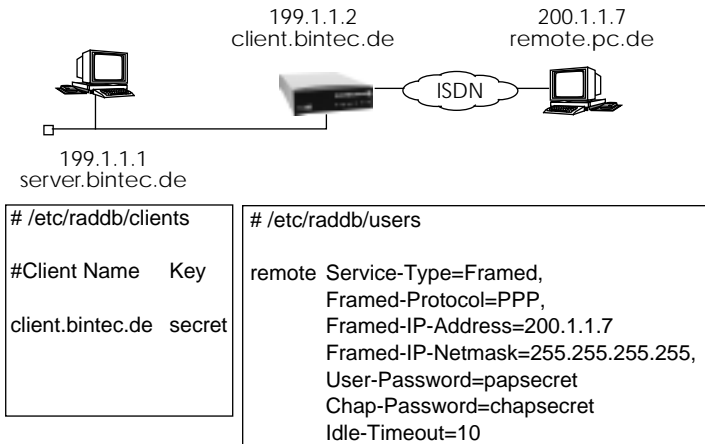 199.1.1.2
client.bintec.de
200.1.1.7
remote.pc.de
ISDN
199.1.1.1
server.bintec.de
# /etc/raddb/clients
#Client Name Key
client.bintec.de secret
# /etc/raddb/users
remote Service-Type=Framed,
Framed-Protocol=PPP,
Framed-IP-Address=200.1.1.7
Framed-IP-Netmask=255.255.255.255,
User-Password=papsecret
Chap-Password=chapsecret
Idle-Timeout=10